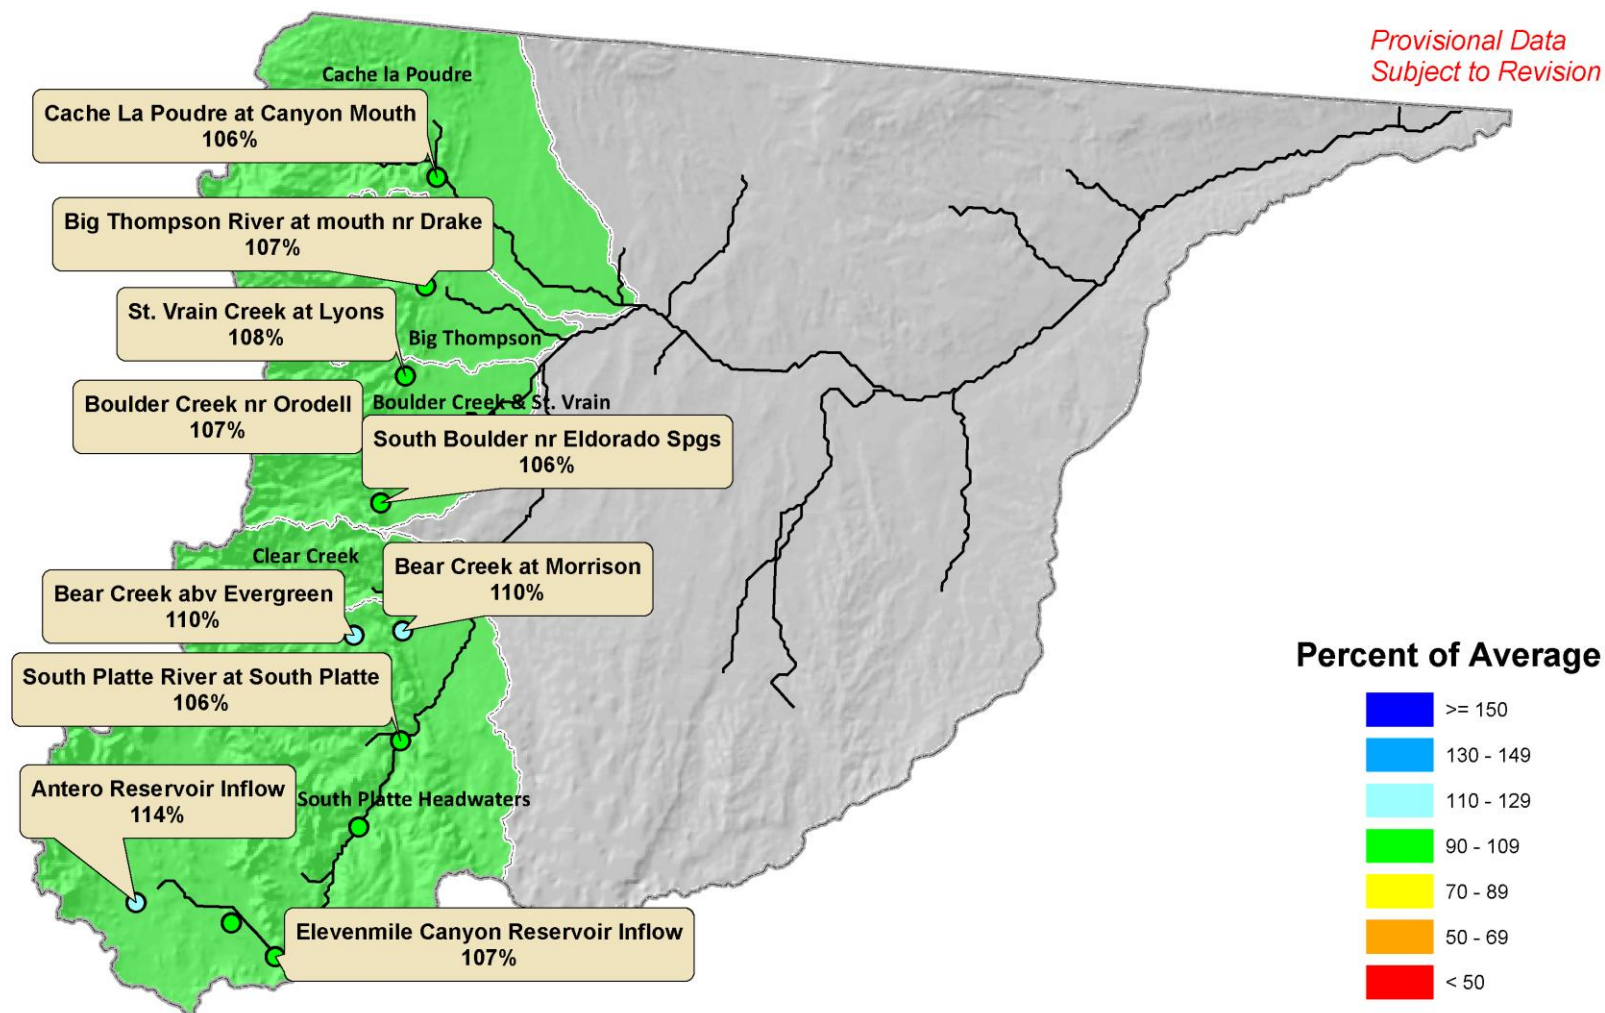 Provisional Data
Subject to Revision
Cache la Poudre
Cache La Poudre at Canyon Mouth
106%
Big Thompson River at mouth nr Drake
107%
St. Vrain Creek at Lyons
108%
Big Thompson
Boulder Creek nr Orodell
107%
Boulder Creek & St. Vrain
South Boulder nr Eldorado Spgs
106%
Clear Creek
Bear Creek at Morrison
110%
Bear Creek abv Evergreen
110%
South Platte River at South Platte
106%
Antero Reservoir Inflow
114%
South Platte Headwaters
Elevenmile Canyon Reservoir Inflow
107%
Percent of Average
>= 150
130 - 149
110 - 129
90 - 109
70 - 89
50 - 69
< 50